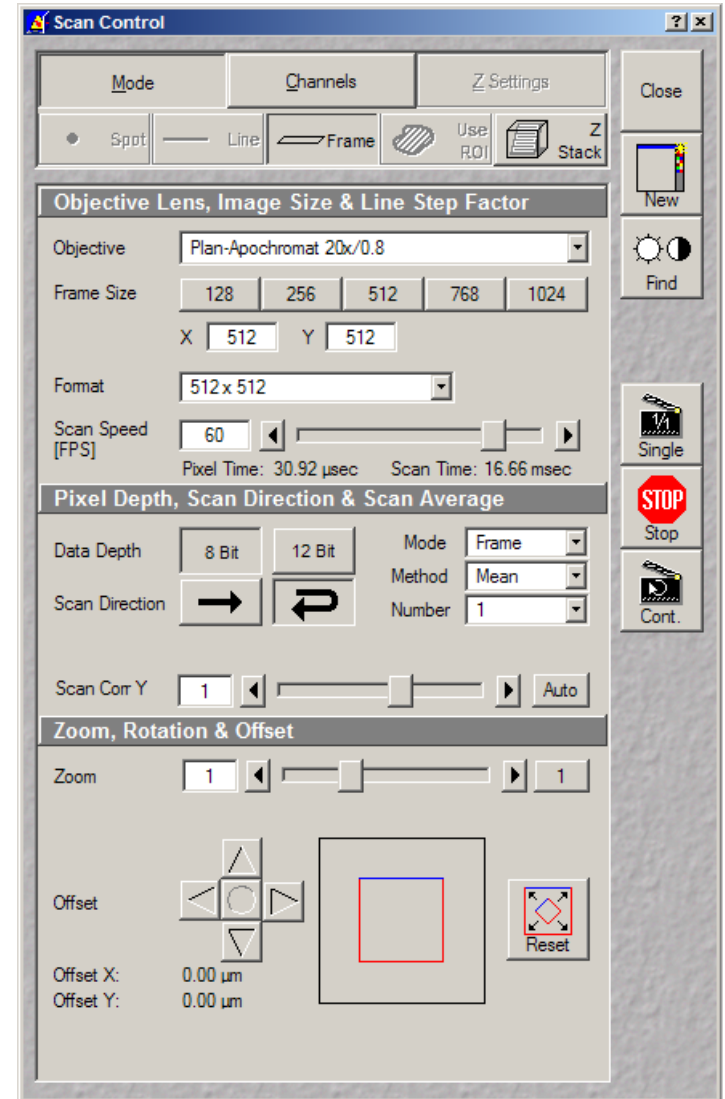 Scan Control
Mode Channels Z Settings
Close
Spot Line Frame Use ROI Z Stack
New
Objective Lens, Image Size & Line Step Factor
Objective Plan-Apochromat 20x/0.8
Find
Frame Size 128 256 512 768 1024
X 512 Y 512
Format 512 x 512
Scan Speed [FPS] 60
1/1
Single
Pixel Time: 30.92 µsec Scan Time: 16.66 msec
Pixel Depth, Scan Direction & Scan Average
STOP
Stop
Data Depth 8 Bit 12 Bit Mode Frame
Method Mean
Scan Direction Number 1
Cont.
Scan Corr Y 1 Auto
Zoom, Rotation & Offset
Zoom 1 1
Offset
Reset
Offset X: 0.00 µm
Offset Y: 0.00 µm